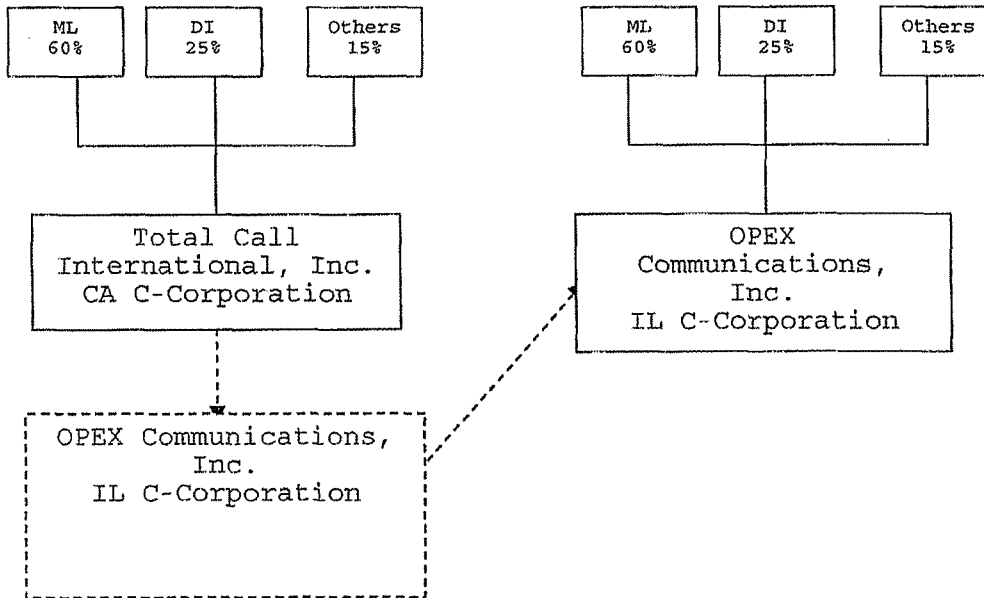 ML
60%
DI
25%
Others
15%
ML
60%
DI
25%
Others
15%
Total Call
International, Inc.
CA C-Corporation
OPEX
Communications,
Inc.
IL C-Corporation
OPEX Communications,
Inc.
IL C-Corporation